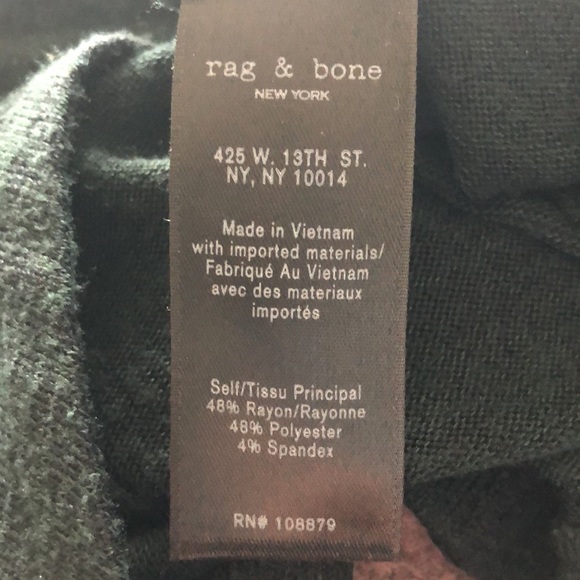 rag & bone
NEW YORK
425 W. 13TH ST.
NY, NY 10014
Made in Vietnam
with imported materials/
Fabriqué Au Vietnam
avec des materiaux
importés
Self/Tissu Principal
48% Rayon/Rayonne
48% Polyester
4% Spandex
RN# 108879